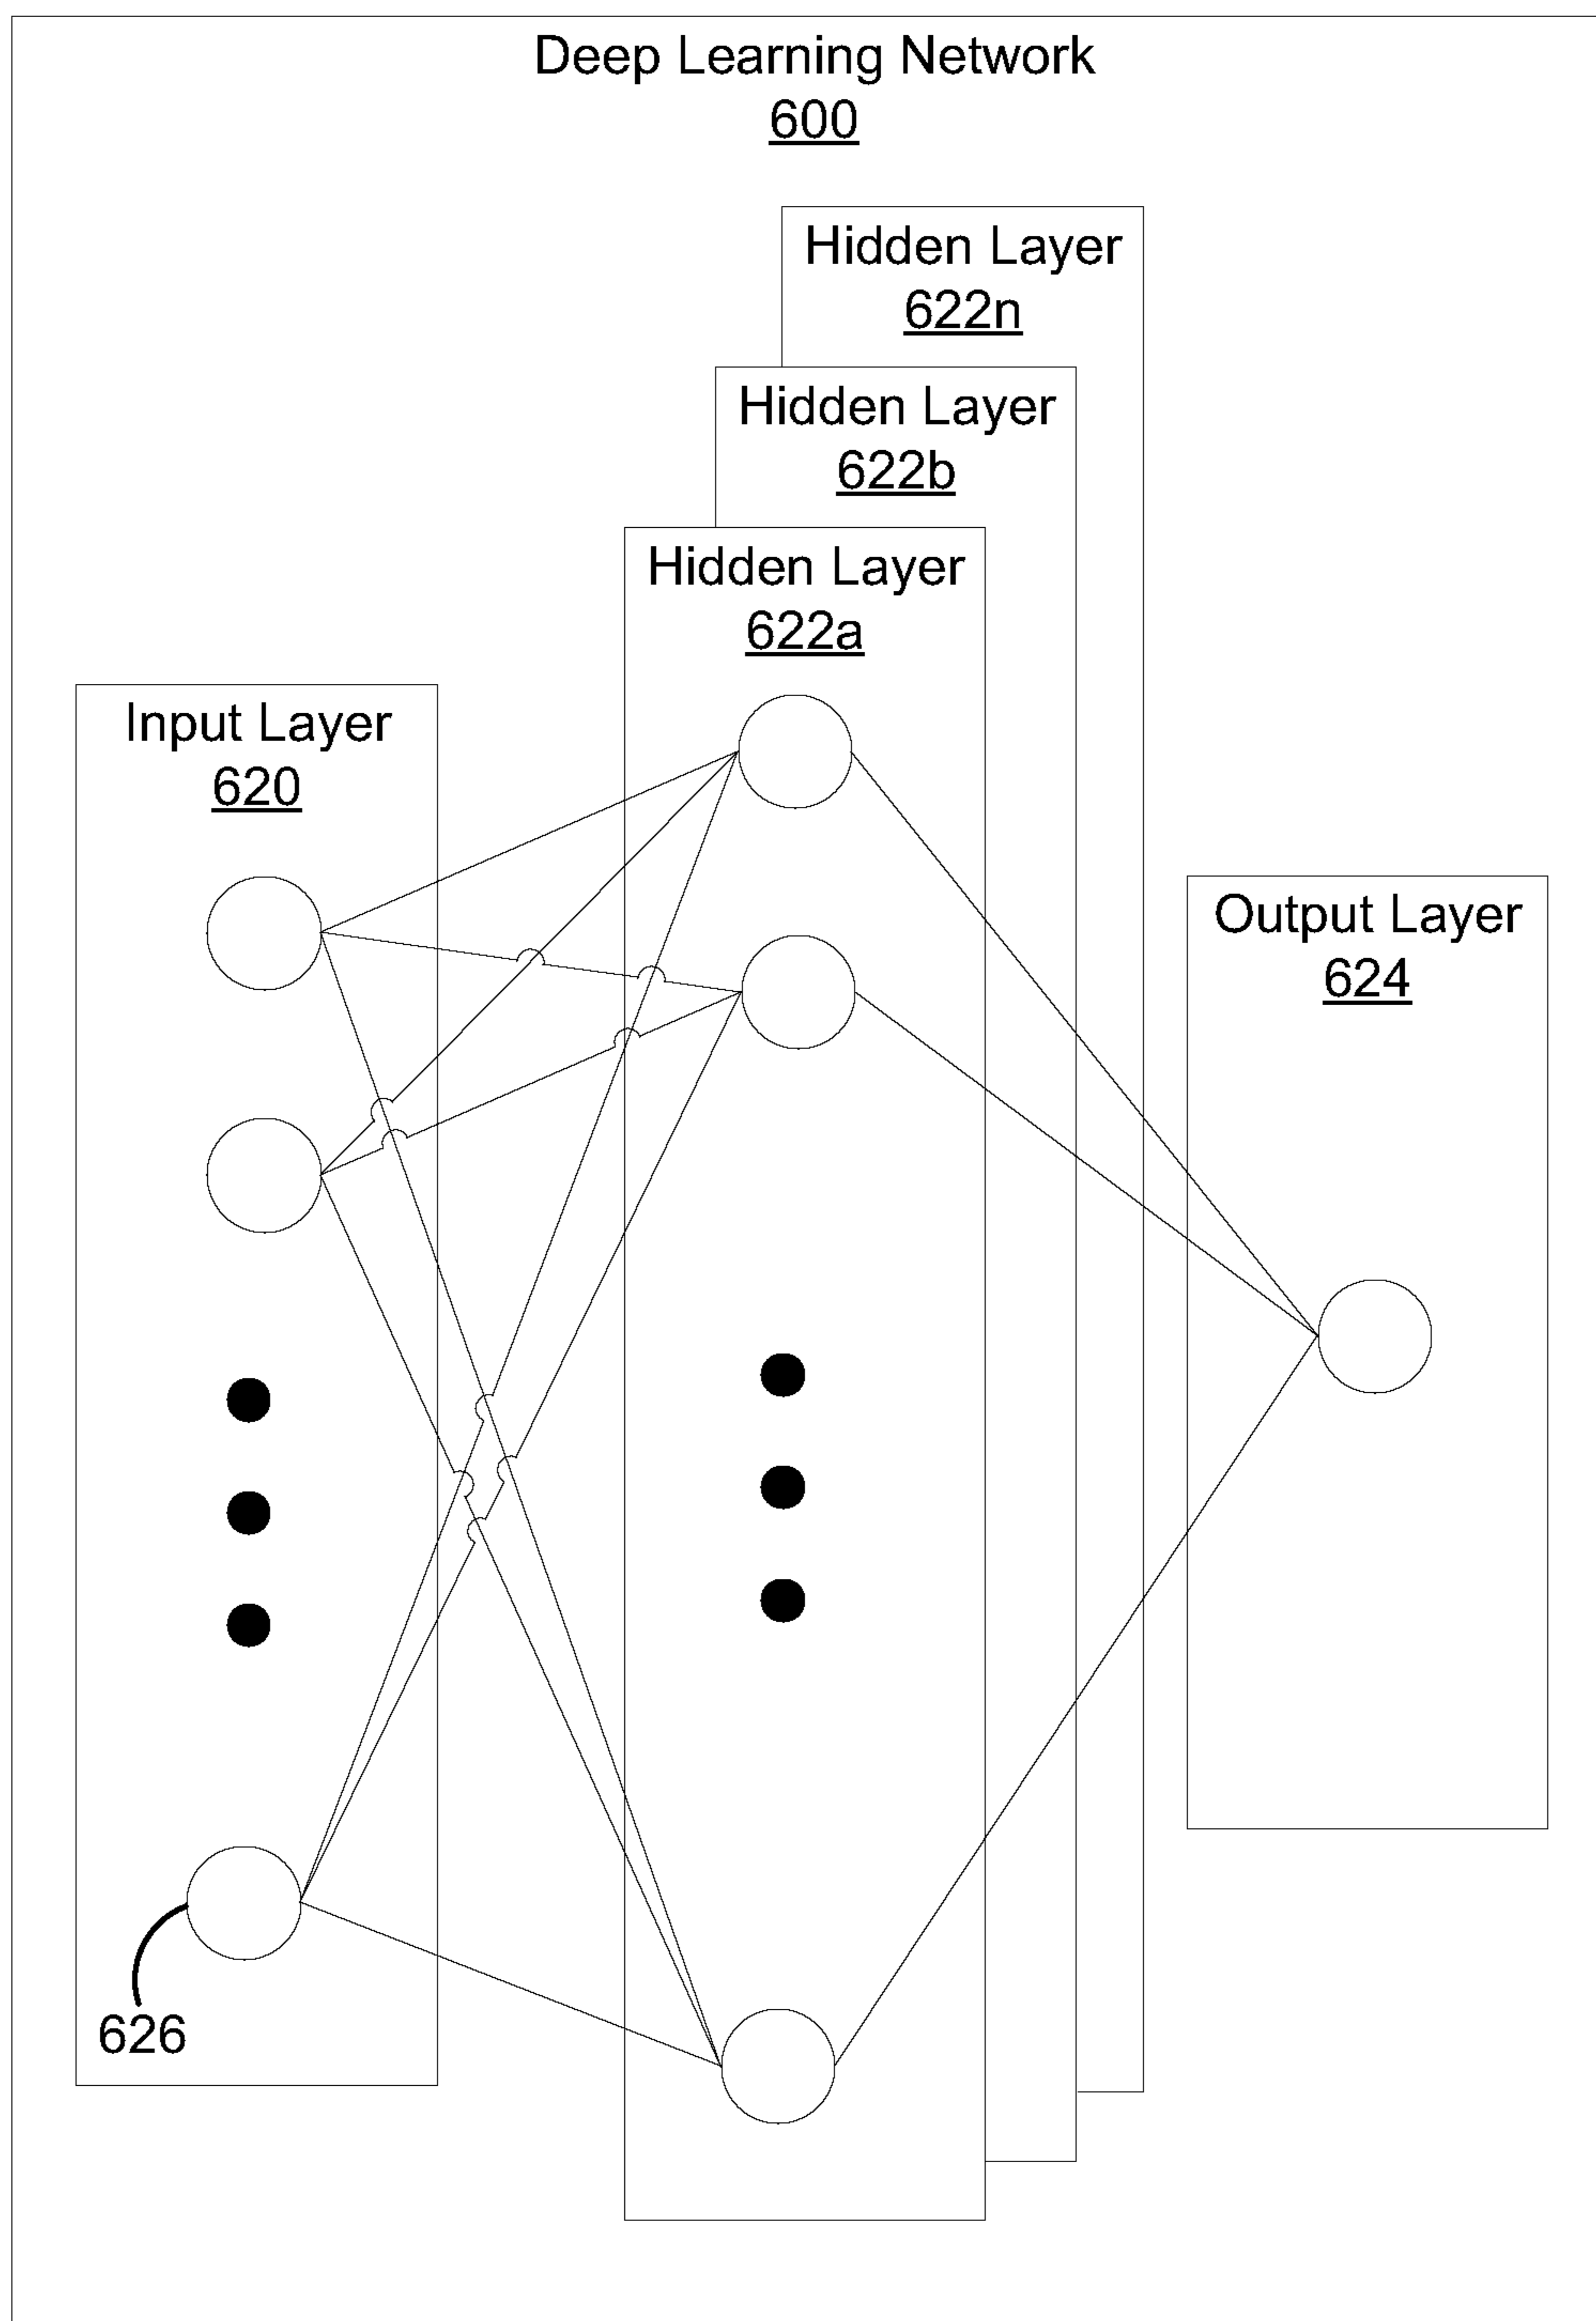 Deep Learning Network
600
Hidden Layer
622n
Hidden Layer
622b
Hidden Layer
622a
Input Layer
620
Output Layer
624
626